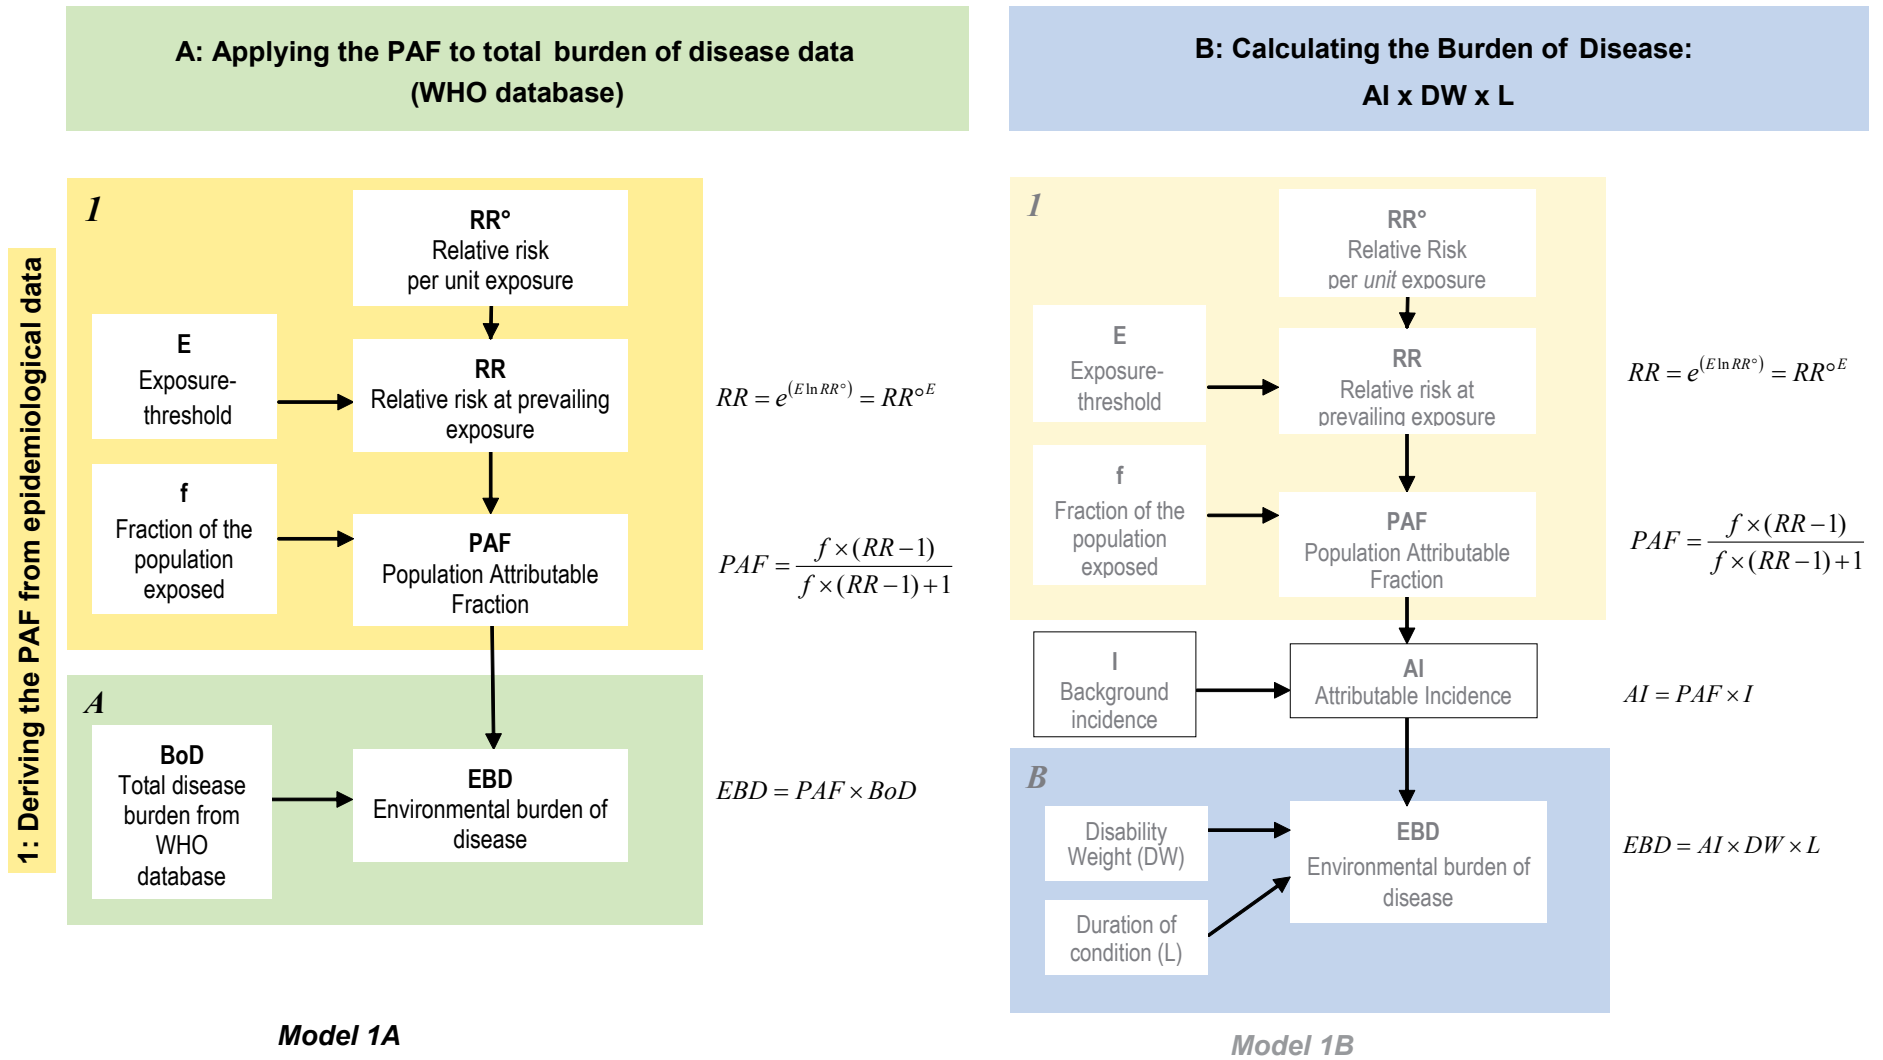 A: Applying the PAF to total burden of disease data
(WHO database)
B: Calculating the Burden of Disease:
AI x DW x L
1: Deriving the PAF from epidemiological data
1
RR°
Relative risk
per unit exposure
E
Exposure-
threshold
RR
Relative risk at prevailing
exposure
RR = e^(E ln RR°) = RR°^E
f
Fraction of the
population
exposed
PAF
Population Attributable
Fraction
PAF = f × (RR − 1) / f × (RR − 1) + 1
A
BoD
Total disease
burden from
WHO
database
EBD
Environmental burden of
disease
EBD = PAF × BoD
Model 1A
1
RR°
Relative Risk
per unit exposure
E
Exposure-
threshold
RR
Relative risk at
prevailing exposure
RR = e^(E ln RR°) = RR°^E
f
Fraction of the
population
exposed
PAF
Population Attributable
Fraction
PAF = f × (RR − 1) / f × (RR − 1) + 1
I
Background
incidence
AI
Attributable Incidence
AI = PAF × I
B
Disability
Weight (DW)
Duration of
condition (L)
EBD
Environmental burden of
disease
EBD = AI × DW × L
Model 1B